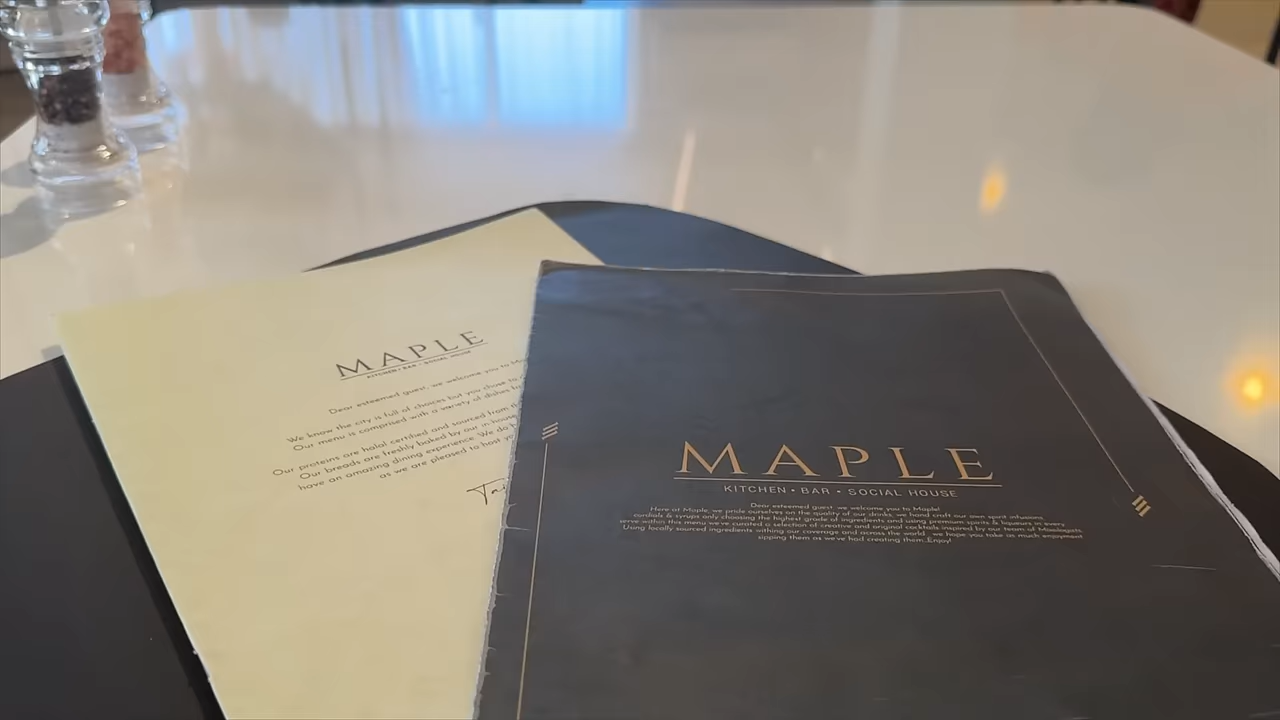 MAPLE
KITCHEN • BAR • SOCIAL HOUSE
Dear esteemed guest, we welcome you to
We know the city is full of choices but you chose to
Our menu is comprised with a variety of dishes
Our proteins are halal certified and sourced from
Our breads are freshly baked by our in house
have an amazing dining experience. We do
as we are pleased to host
MAPLE
KITCHEN • BAR • SOCIAL HOUSE
Dear esteemed guest, we welcome you to Maple!
Here at Maple, we pride ourselves on the quality of our drinks, we hand craft our own spirit infusions,
cordials & syrups only choosing the highest grade of ingredients and using premium spirits & liqueurs in every
serve within this menu we've curated a selection of creative and original cocktails inspired by our team of Mixologists
Using locally sourced ingredients withing our coverage and across the world we hope you take as much enjoyment
sipping them as we've had creating them..Enjoy!